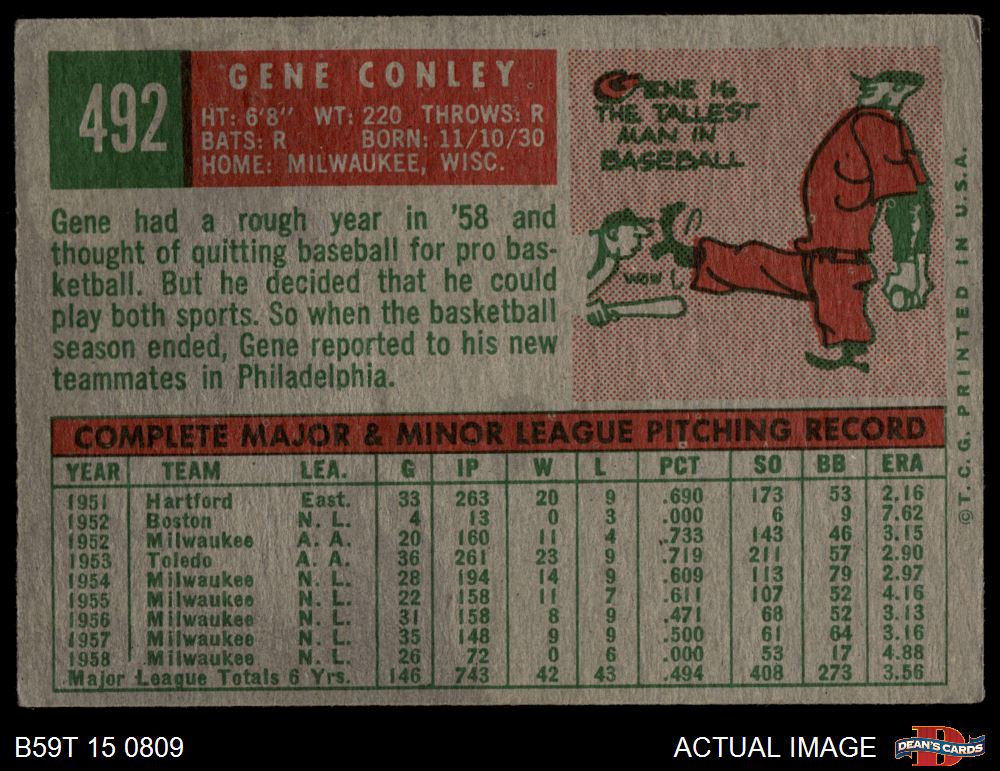 492
GENE CONLEY
HT: 6'8" WT: 220 THROWS: R
BATS: R BORN: 11/10/30
HOME: MILWAUKEE, WISC.
GENE IS
THE TALLEST
MAN IN
BASEBALL
WOW
Gene had a rough year in '58 and
thought of quitting baseball for pro bas-
ketball. But he decided that he could
play both sports. So when the basketball
season ended, Gene reported to his new
teammates in Philadelphia.
COMPLETE MAJOR & MINOR LEAGUE PITCHING RECORD
YEAR TEAM LEA. G IP W L PCT SO BB ERA
1951 Hartford East. 33 263 20 9 .690 173 53 2.16
1952 Boston N. L. 4 13 0 3 .000 6 9 7.62
1952 Milwaukee A. A. 20 160 11 4 .733 143 46 3.15
1953 Toledo A. A. 36 261 23 9 .719 211 57 2.90
1954 Milwaukee N. L. 28 194 14 9 .609 113 79 2.97
1955 Milwaukee N. L. 22 158 11 7 .611 107 52 4.16
1956 Milwaukee N. L. 31 158 8 9 .471 68 52 3.13
1957 Milwaukee N. L. 35 148 9 9 .500 61 64 3.16
1958 Milwaukee N. L. 26 72 0 6 .000 53 17 4.88
Major League Totals 6 Yrs. 146 743 42 43 .494 408 273 3.56
© T. C. G. PRINTED IN U.S.A.
B59T 15 0809
ACTUAL IMAGE
DEAN'S CARDS